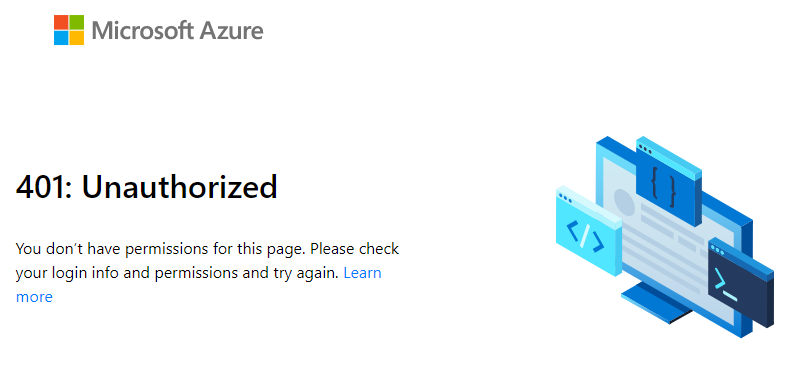 Microsoft Azure
401: Unauthorized
You don't have permissions for this page. Please check
your login info and permissions and try again. Learn
more
{ }
</>
>_